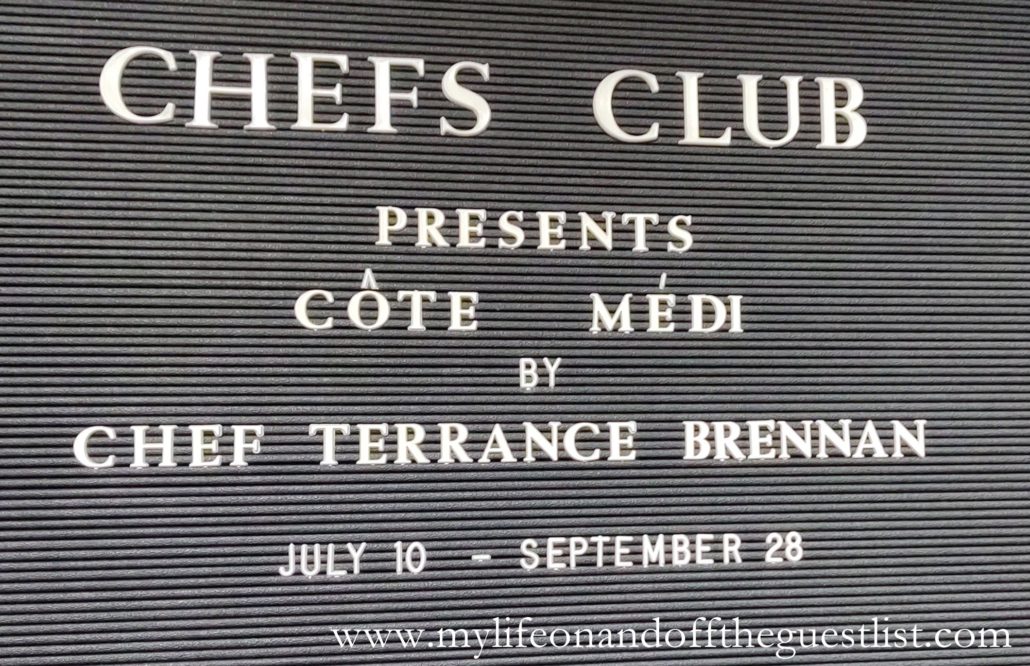 CHEFS CLUB
PRESENTS
CÔTE MÉDI
BY
CHEF TERRANCE BRENNAN
JULY 10 - SEPTEMBER 28
www.mylifeonandofftheguestlist.com